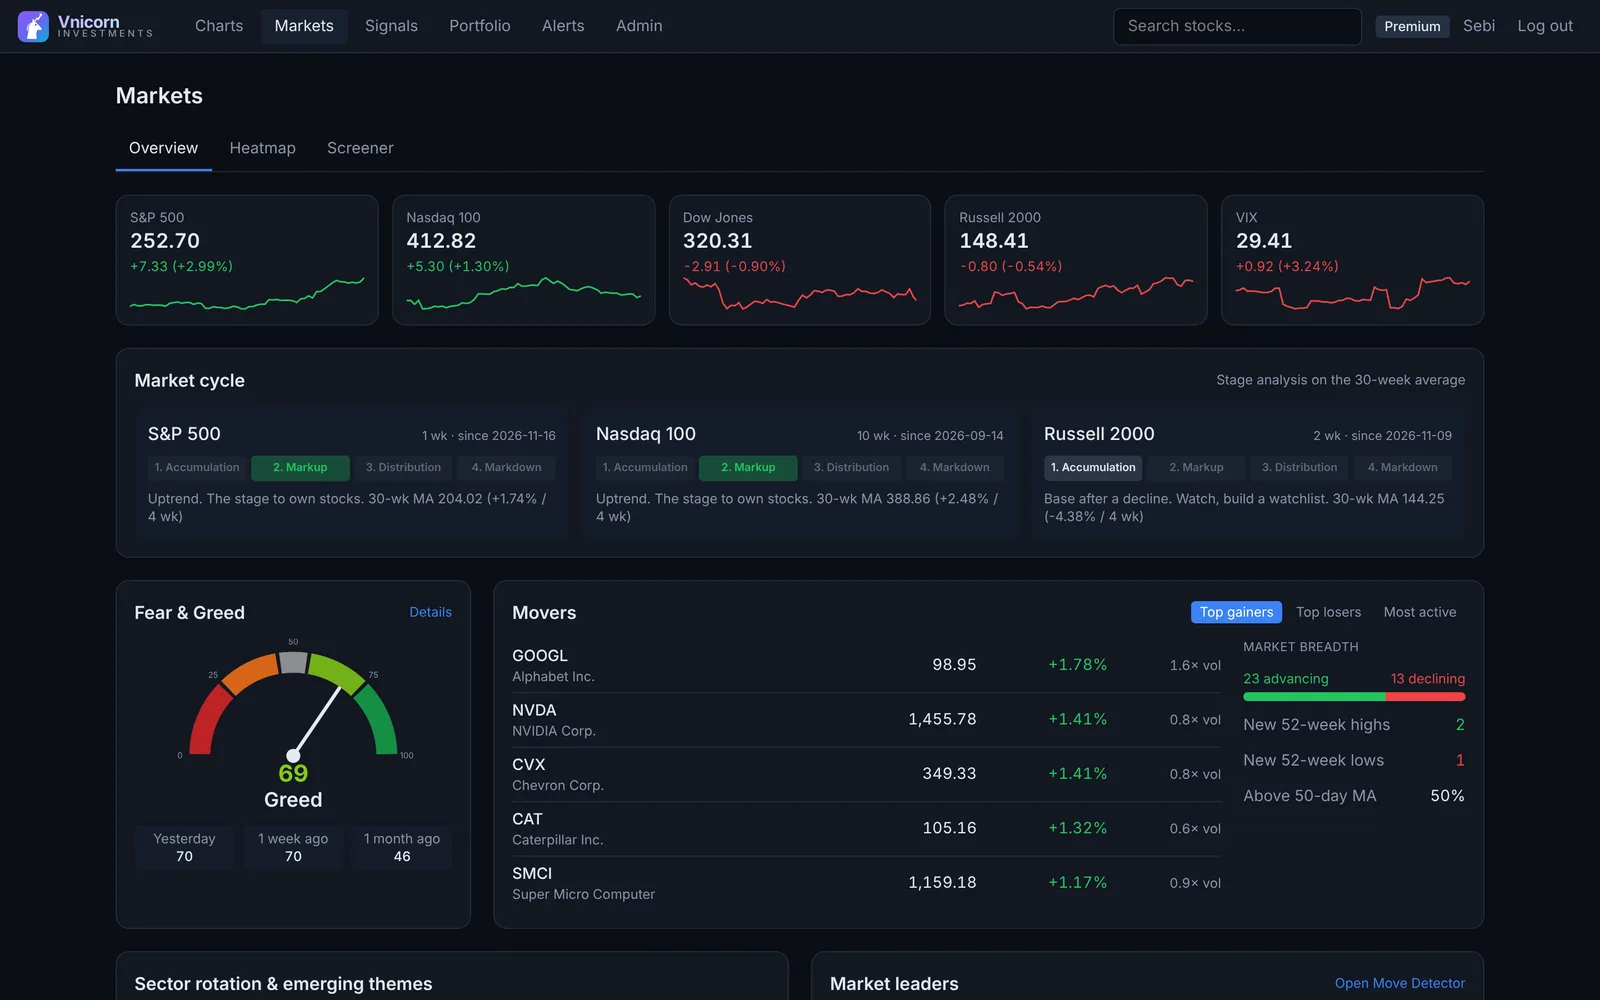 Vnicorn
INVESTMENTS
Charts
Markets
Signals
Portfolio
Alerts
Admin
Search stocks...
Premium
Sebi
Log out
Markets
Overview
Heatmap
Screener
S&P 500
252.70
+7.33 (+2.99%)
Nasdaq 100
412.82
+5.30 (+1.30%)
Dow Jones
320.31
-2.91 (-0.90%)
Russell 2000
148.41
-0.80 (-0.54%)
VIX
29.41
+0.92 (+3.24%)
Market cycle
Stage analysis on the 30-week average
S&P 500
1 wk · since 2026-11-16
1. Accumulation
2. Markup
3. Distribution
4. Markdown
Uptrend. The stage to own stocks. 30-wk MA 204.02 (+1.74% /
4 wk)
Nasdaq 100
10 wk · since 2026-09-14
1. Accumulation
2. Markup
3. Distribution
4. Markdown
Uptrend. The stage to own stocks. 30-wk MA 388.86 (+2.48% /
4 wk)
Russell 2000
2 wk · since 2026-11-09
1. Accumulation
2. Markup
3. Distribution
4. Markdown
Base after a decline. Watch, build a watchlist. 30-wk MA 144.25
(-4.38% / 4 wk)
Fear & Greed
Details
0
25
50
75
100
69
Greed
Yesterday
70
1 week ago
70
1 month ago
46
Movers
Top gainers
Top losers
Most active
GOOGL
Alphabet Inc.
98.95
+1.78%
1.6× vol
NVDA
NVIDIA Corp.
1,455.78
+1.41%
0.8× vol
CVX
Chevron Corp.
349.33
+1.41%
0.8× vol
CAT
Caterpillar Inc.
105.16
+1.32%
0.6× vol
SMCI
Super Micro Computer
1,159.18
+1.17%
0.9× vol
MARKET BREADTH
23 advancing
13 declining
New 52-week highs
2
New 52-week lows
1
Above 50-day MA
50%
Sector rotation & emerging themes
Market leaders
Open Move Detector